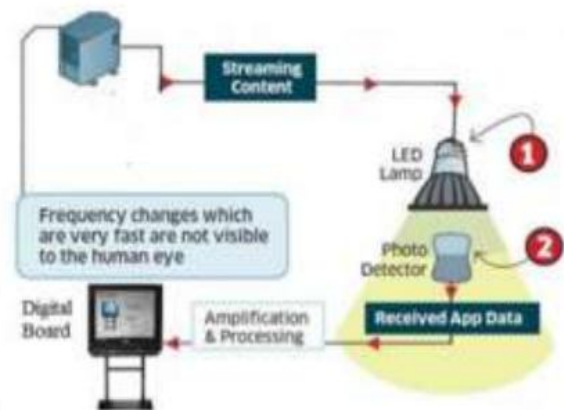 Streaming
Content
LED
Lamp
1
Frequency changes which
are very fast are not visible
to the human eye
Photo
Detector
2
Digital
Board
Amplification
& Processing
Received App Data